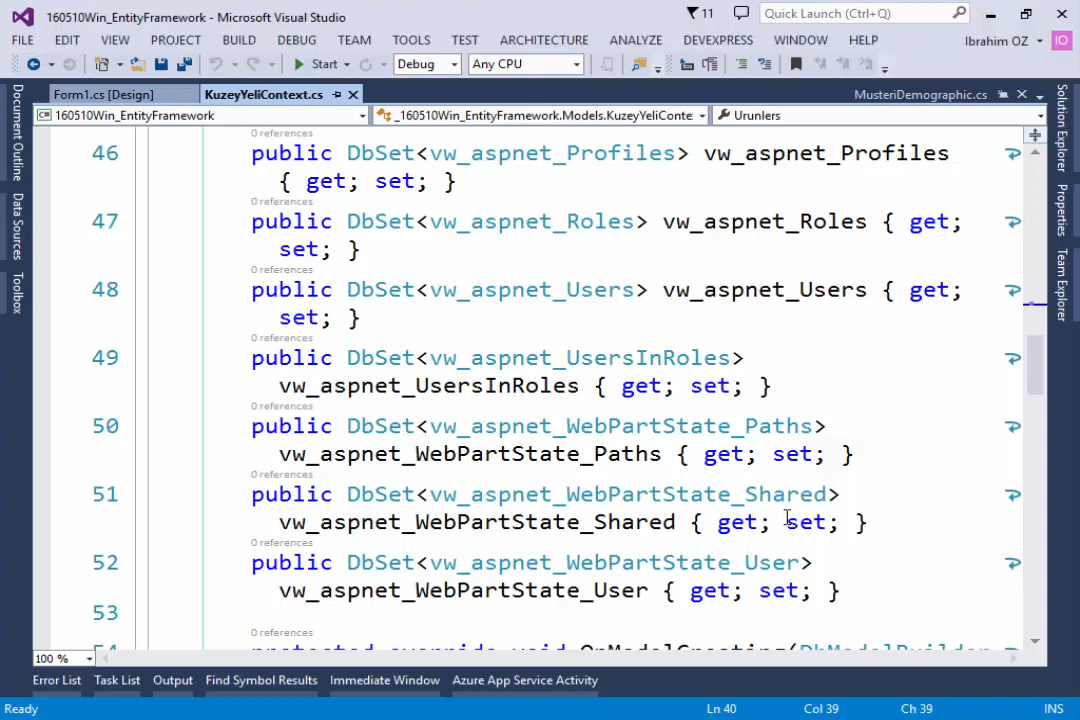 160510Win_EntityFramework - Microsoft Visual Studio
11
Quick Launch (Ctrl+Q)
FILE EDIT VIEW PROJECT BUILD DEBUG TEAM TOOLS TEST ARCHITECTURE ANALYZE DEVEXPRESS WINDOW HELP
Ibrahim OZ
IO
Start
Debug
Any CPU
Document Outline
Data Sources
Toolbox
Form1.cs [Design]
KuzeyYeliContext.cs
MusteriDemographic.cs
160510Win_EntityFramework
_160510Win_EntityFramework.Models.KuzeyYeliConte:
Urunlers
0 references
46 public DbSet<vw_aspnet_Profiles> vw_aspnet_Profiles
{ get; set; }
0 references
47 public DbSet<vw_aspnet_Roles> vw_aspnet_Roles { get;
set; }
0 references
48 public DbSet<vw_aspnet_Users> vw_aspnet_Users { get;
set; }
0 references
49 public DbSet<vw_aspnet_UsersInRoles>
vw_aspnet_UsersInRoles { get; set; }
0 references
50 public DbSet<vw_aspnet_WebPartState_Paths>
vw_aspnet_WebPartState_Paths { get; set; }
0 references
51 public DbSet<vw_aspnet_WebPartState_Shared>
vw_aspnet_WebPartState_Shared { get; set; }
0 references
52 public DbSet<vw_aspnet_WebPartState_User>
vw_aspnet_WebPartState_User { get; set; }
53
0 references
54 protected override void OnModelCreating(DbModelBuilder
Solution Explorer
Properties
Team Explorer
100 %
Error List Task List Output Find Symbol Results Immediate Window Azure App Service Activity
Ready
Ln 40 Col 39 Ch 39 INS